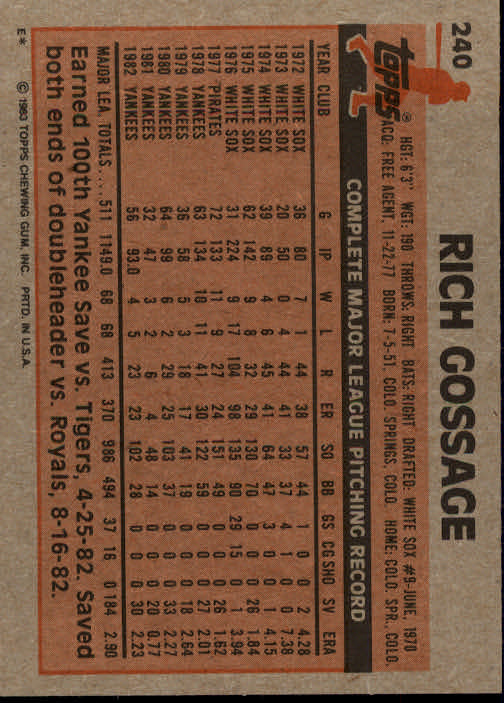 240
topps®
RICH GOSSAGE
HGT: 6'3" WGT: 190 THROWS: RIGHT BATS: RIGHT DRAFTED: WHITE SOX #9-JUNE, 1970
ACQ: FREE AGENT, 11-22-77 BORN: 7-5-51, COLO. SPRINGS, COLO. HOME: COLO. SPR. COLO.
COMPLETE MAJOR LEAGUE PITCHING RECORD
YEAR CLUB G IP W L R ER SO BB GS CG SHO SV ERA
1972 WHITE SOX 36 80 7 1 44 38 57 44 1 0 0 2 4.28
1973 WHITE SOX 20 50 0 4 44 41 33 37 4 1 0 0 7.38
1974 WHITE SOX 39 89 4 6 45 41 64 47 3 0 0 1 4.15
1975 WHITE SOX 62 142 9 8 32 29 130 70 0 0 0 26 1.84
1976 WHITE SOX 31 224 9 17 104 98 135 90 29 15 0 1 3.94
1977 PIRATES 72 133 11 9 27 24 151 49 0 0 0 26 1.62
1978 YANKEES 63 134 10 11 41 30 122 59 0 0 0 27 2.01
1979 YANKEES 36 58 5 3 18 17 41 19 0 0 0 18 2.64
1980 YANKEES 64 99 6 2 29 25 103 37 0 0 0 33 2.27
1981 YANKEES 32 47 3 2 6 4 48 14 0 0 0 20 0.77
1982 YANKEES 56 93.0 4 5 23 23 102 28 0 0 0 30 2.23
MAJOR LEA. TOTALS... 511 1149.0 68 68 413 370 986 494 37 16 0 184 2.90
Earned 100th Yankee Save vs. Tigers, 4-25-82. Saved
both ends of doubleheader vs. Royals, 8-16-82.
E* © 1983 TOPPS CHEWING GUM, INC. PRTD. IN U.S.A.